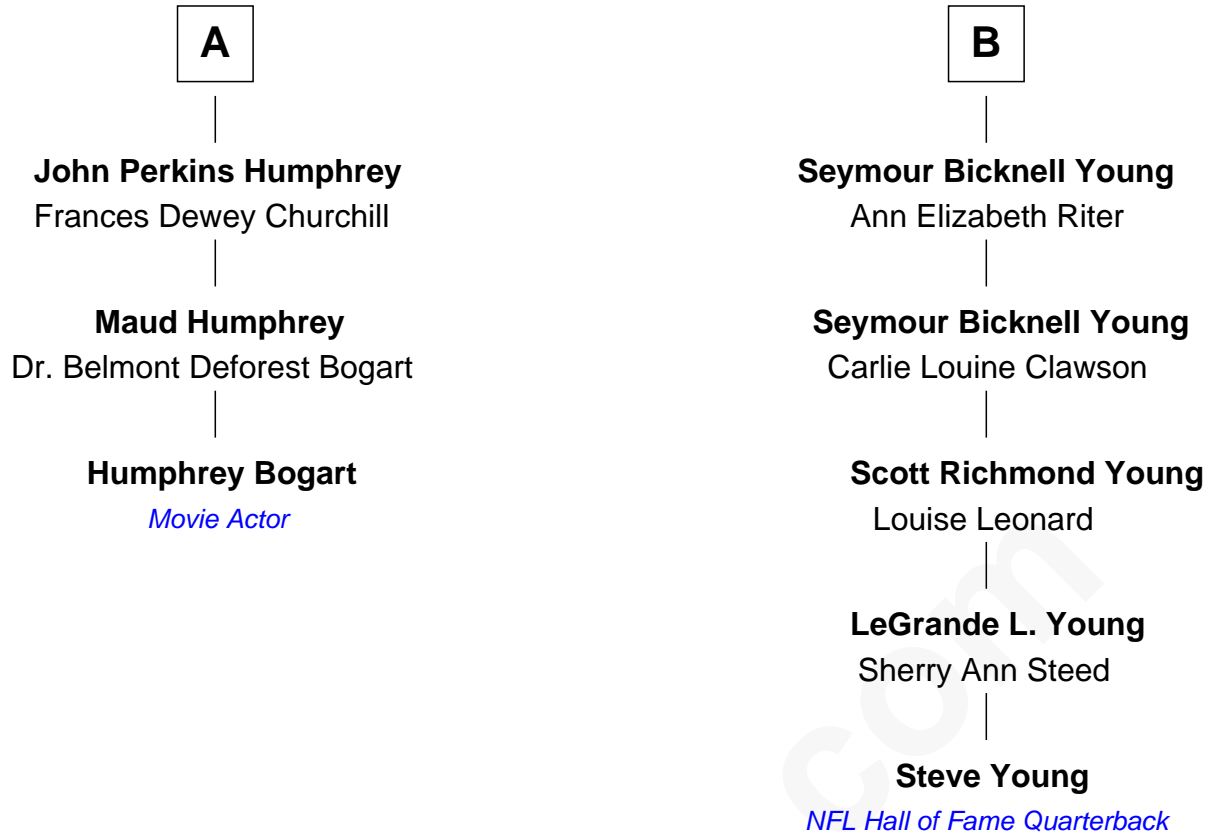 A
John Perkins Humphrey
Frances Dewey Churchill
Maud Humphrey
Dr. Belmont Deforest Bogart
Humphrey Bogart
Movie Actor
B
Seymour Bicknell Young
Ann Elizabeth Riter
Seymour Bicknell Young
Carlie Louine Clawson
Scott Richmond Young
Louise Leonard
LeGrande L. Young
Sherry Ann Steed
Steve Young
NFL Hall of Fame Quarterback
com